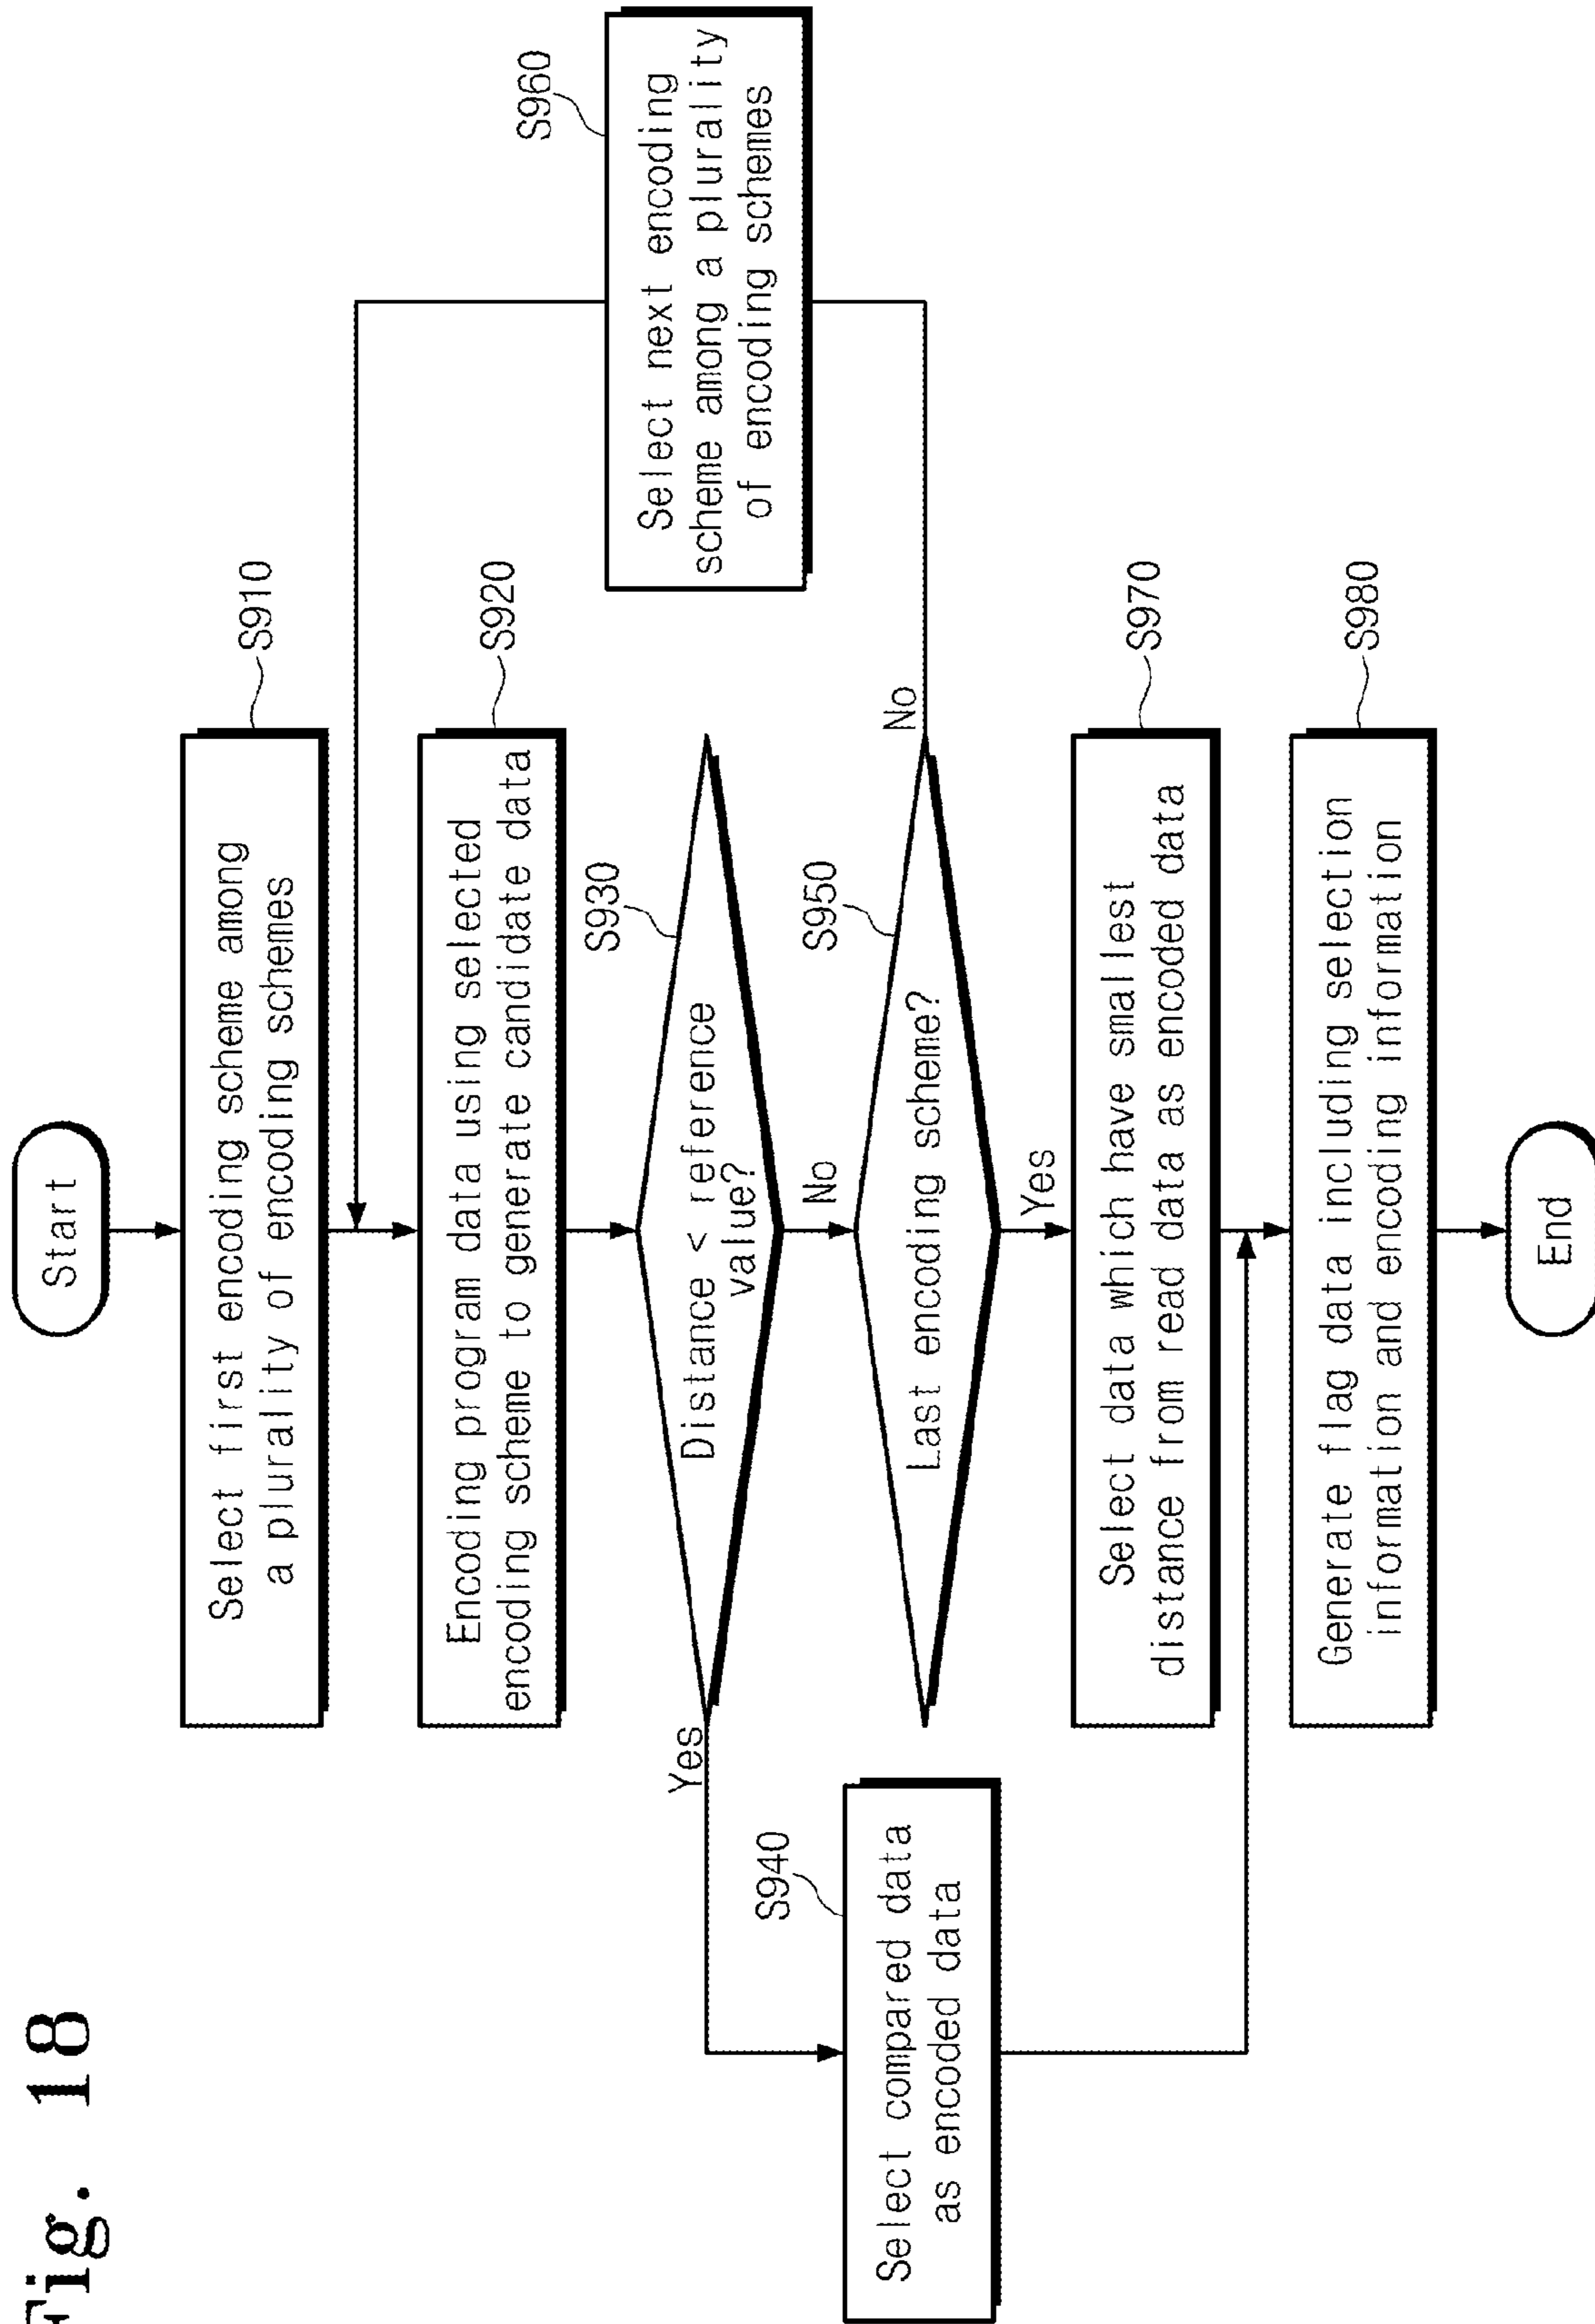 Fig. 18
Start
Select first encoding scheme among
a plurality of encoding schemes
S910
Encoding program data using selected
encoding scheme to generate candidate data
S920
Distance < reference
value?
S930
Yes
No
Select compared data
as encoded data
S940
Last encoding scheme?
S950
No
Yes
Select next encoding
scheme among a plurality
of encoding schemes
S960
Select data which have smallest
distance from read data as encoded data
S970
Generate flag data including selection
information and encoding information
S980
End